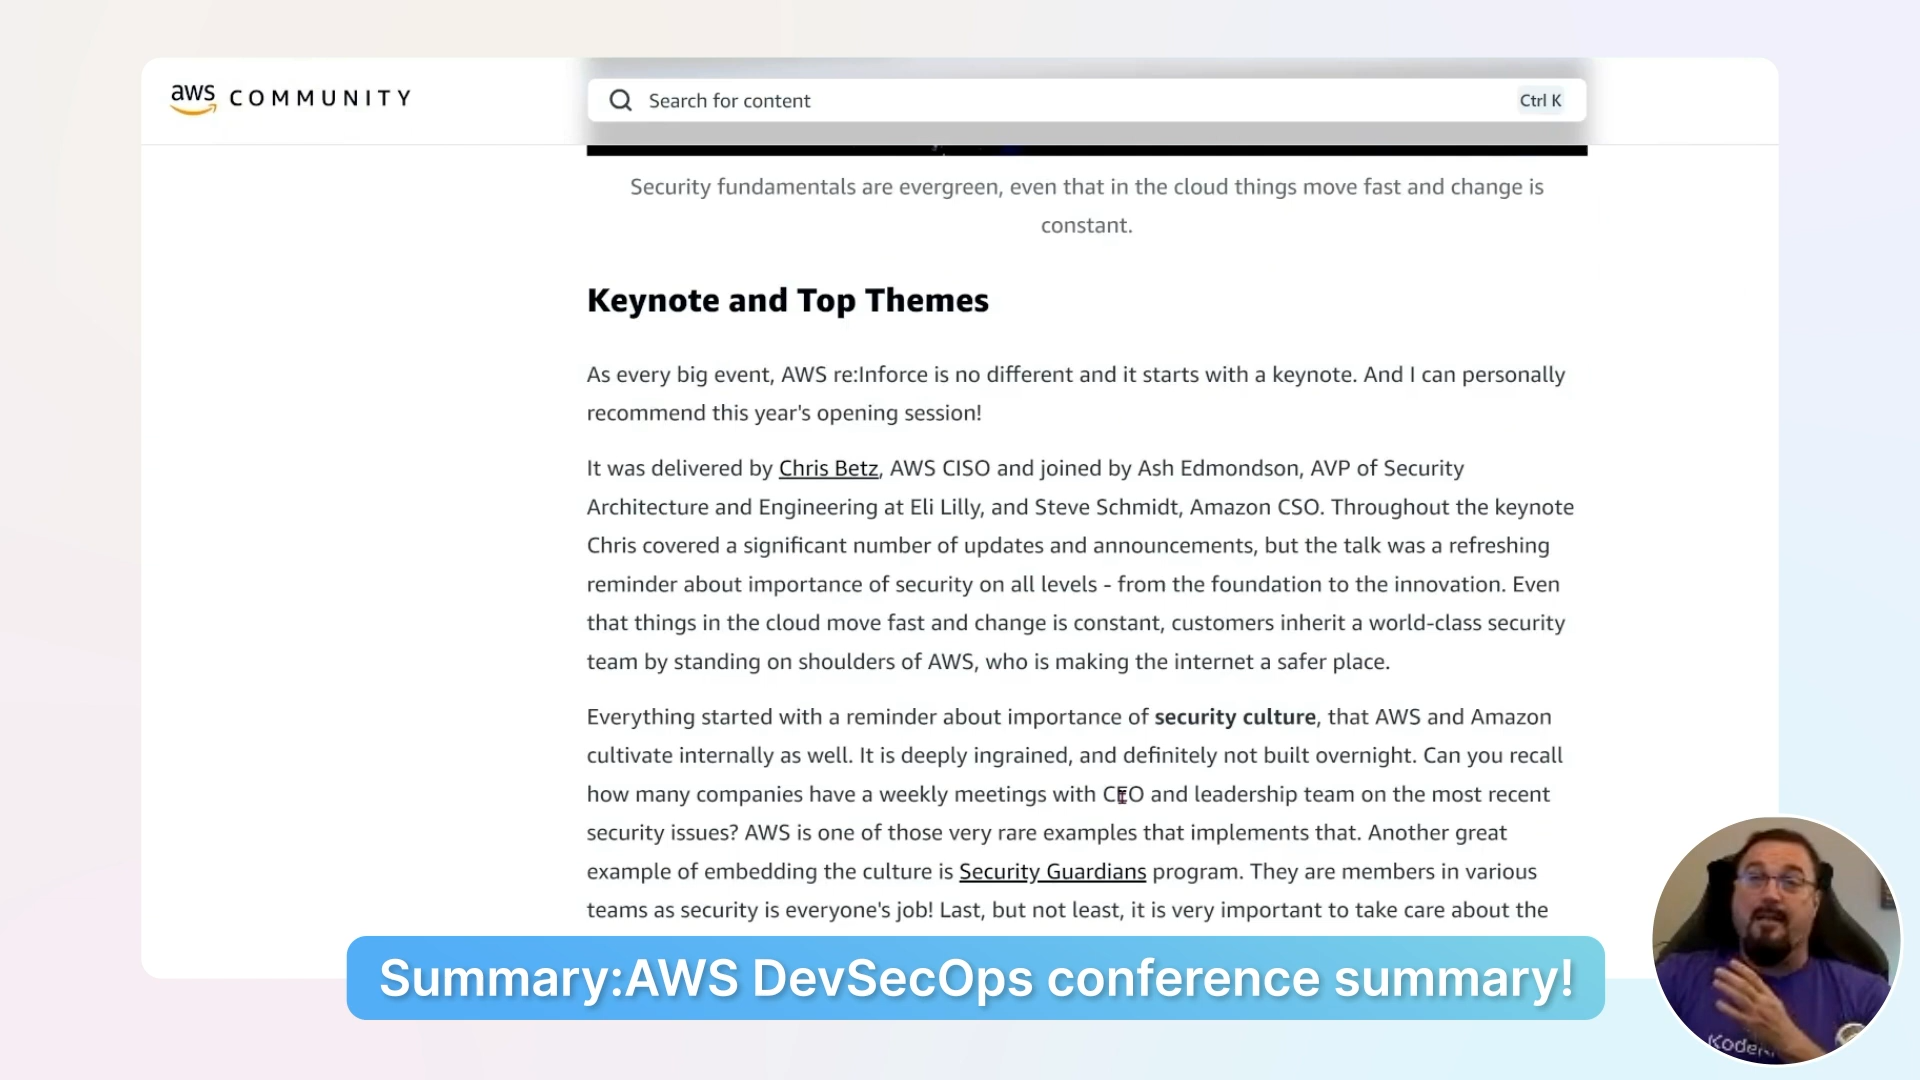 aws COMMUNITY
Search for content
Ctrl K
Security fundamentals are evergreen, even that in the cloud things move fast and change is
constant.
Keynote and Top Themes
As every big event, AWS re:Inforce is no different and it starts with a keynote. And I can personally
recommend this year's opening session!
It was delivered by Chris Betz, AWS CISO and joined by Ash Edmondson, AVP of Security
Architecture and Engineering at Eli Lilly, and Steve Schmidt, Amazon CSO. Throughout the keynote
Chris covered a significant number of updates and announcements, but the talk was a refreshing
reminder about importance of security on all levels - from the foundation to the innovation. Even
that things in the cloud move fast and change is constant, customers inherit a world-class security
team by standing on shoulders of AWS, who is making the internet a safer place.
Everything started with a reminder about importance of security culture, that AWS and Amazon
cultivate internally as well. It is deeply ingrained, and definitely not built overnight. Can you recall
how many companies have a weekly meetings with CEO and leadership team on the most recent
security issues? AWS is one of those very rare examples that implements that. Another great
example of embedding the culture is Security Guardians program. They are members in various
teams as security is everyone's job! Last, but not least, it is very important to take care about the
Summary:AWS DevSecOps conference summary!